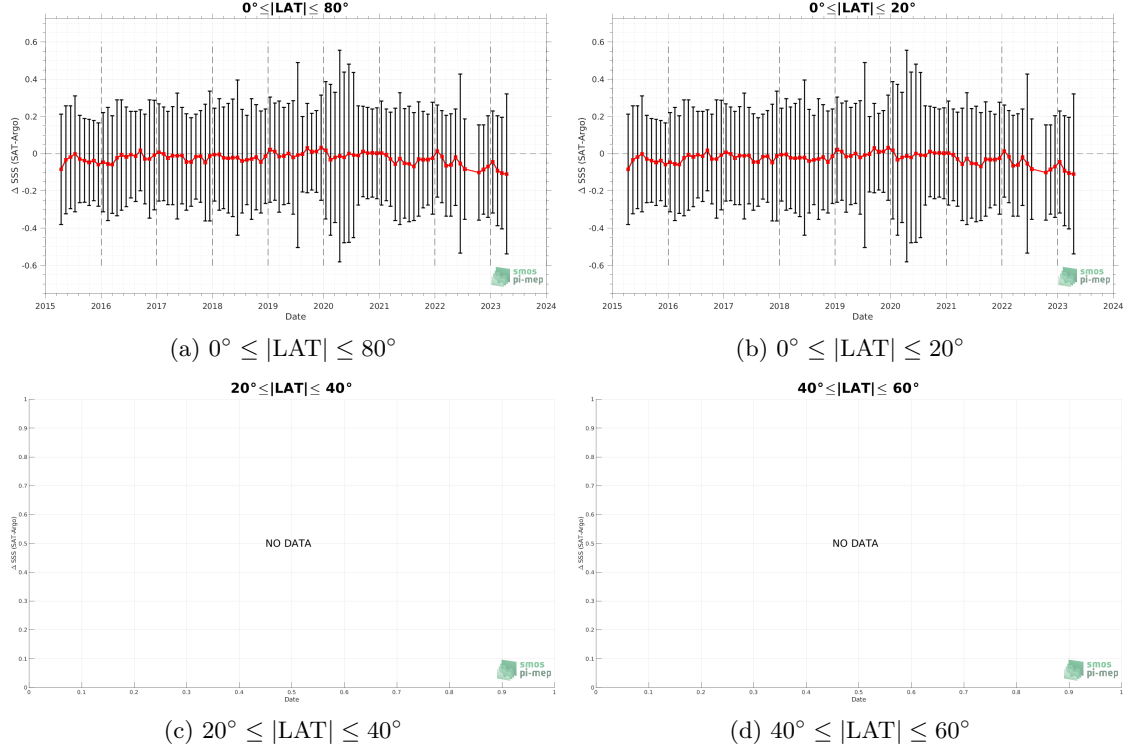 0°≤|LAT|≤ 80°
Δ SSS (SAT-Argo)
0.6
0.4
0.2
0
-0.2
-0.4
-0.6
2015 2016 2017 2018 2019 2020 2021 2022 2023 2024
Date
smos
pi-mep
(a) 0° ≤ |LAT| ≤ 80°
0°≤|LAT|≤ 20°
Δ SSS (SAT-Argo)
0.6
0.4
0.2
0
-0.2
-0.4
-0.6
2015 2016 2017 2018 2019 2020 2021 2022 2023 2024
Date
smos
pi-mep
(b) 0° ≤ |LAT| ≤ 20°
20°≤|LAT|≤ 40°
Δ SSS (SAT-Argo)
1
0.9
0.8
0.7
0.6
0.5
0.4
0.3
0.2
0.1
0
NO DATA
0 0.1 0.2 0.3 0.4 0.5 0.6 0.7 0.8 0.9 1
Date
smos
pi-mep
(c) 20° ≤ |LAT| ≤ 40°
40°≤|LAT|≤ 60°
Δ SSS (SAT-Argo)
1
0.9
0.8
0.7
0.6
0.5
0.4
0.3
0.2
0.1
0
NO DATA
0 0.1 0.2 0.3 0.4 0.5 0.6 0.7 0.8 0.9 1
Date
smos
pi-mep
(d) 40° ≤ |LAT| ≤ 60°